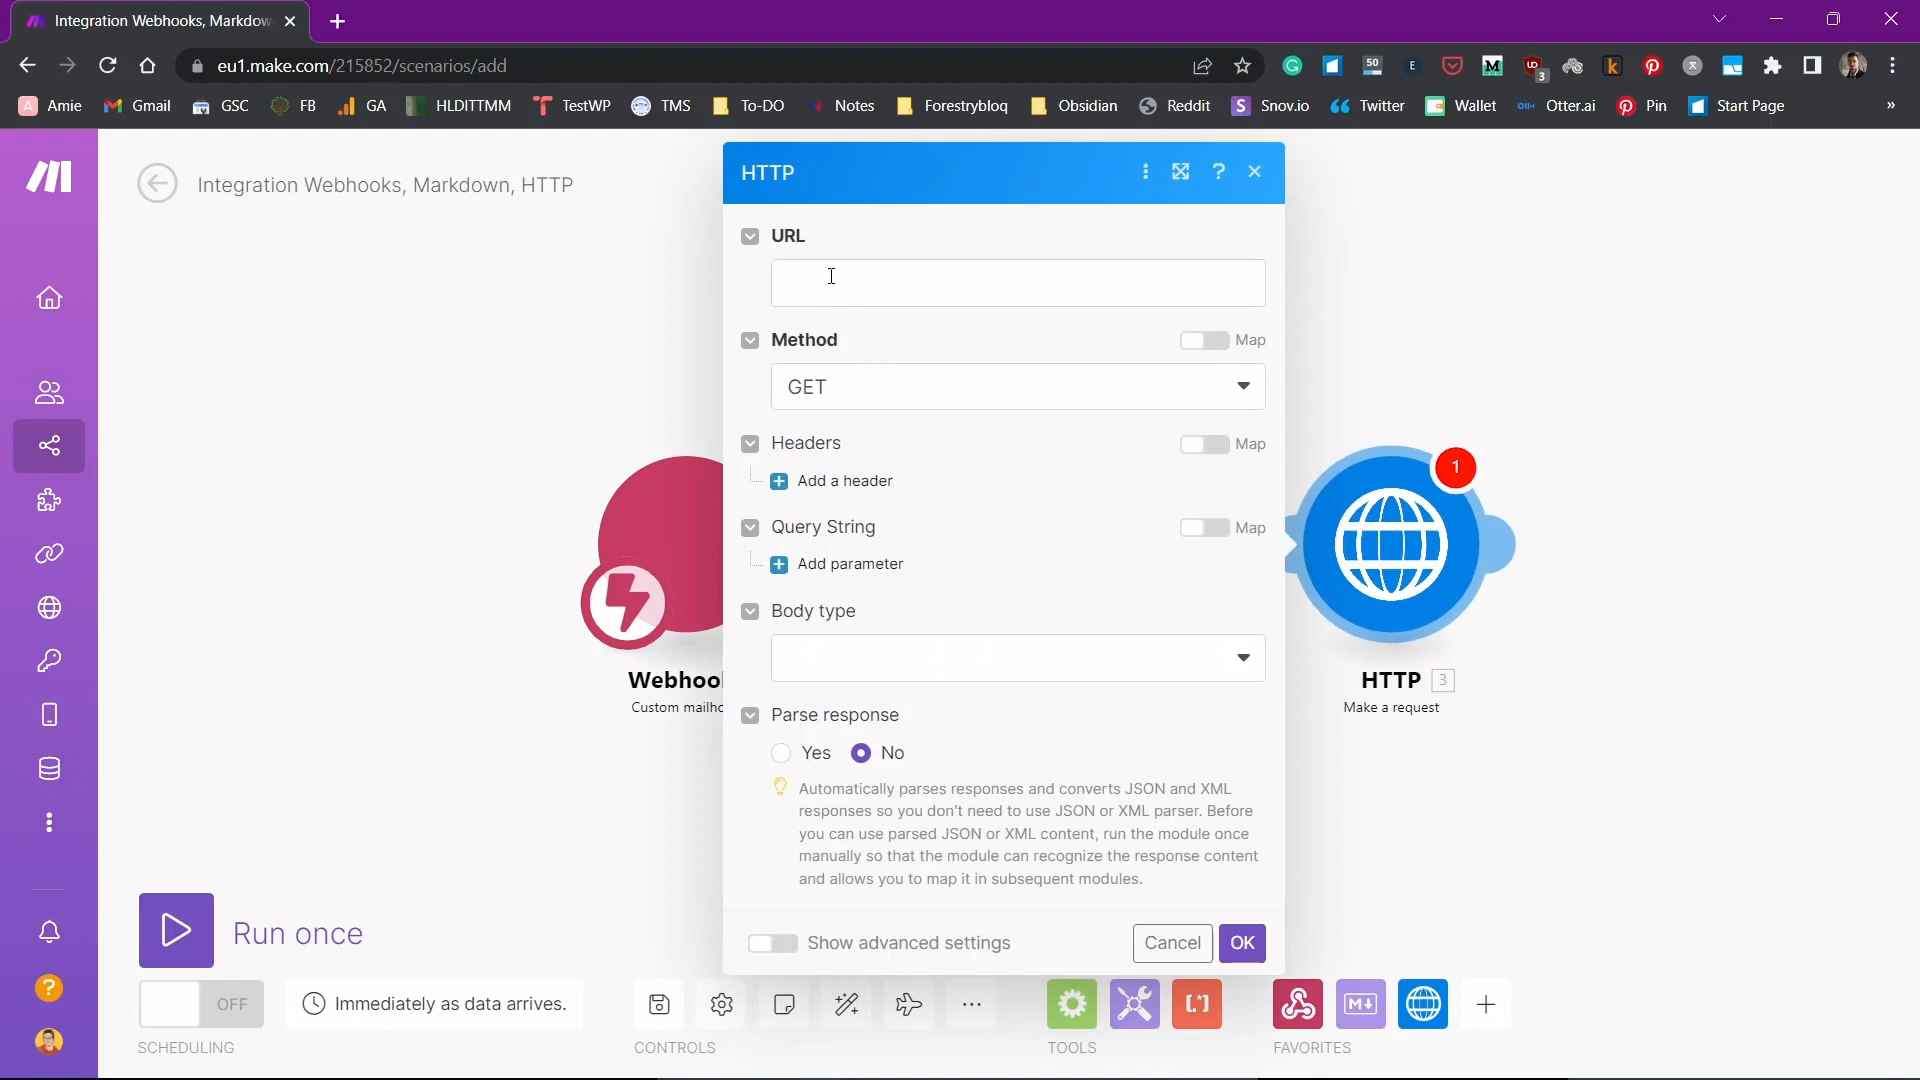 Integration Webhooks, Markdow
eu1.make.com/215852/scenarios/add
50
E
M
UD
3
k
A
Amie
Gmail
GSC
FB
GA
HLDITTMM
TestWP
TMS
To-DO
Notes
Forestryblog
Obsidian
Reddit
S
Snov.io
Twitter
Wallet
Otter.ai
Pin
Start Page
»
Integration Webhooks, Markdown, HTTP
HTTP
?
URL
Method
Map
GET
Headers
Map
Add a header
Query String
Map
Add parameter
Body type
Parse response
Yes
No
Automatically parses responses and converts JSON and XML
responses so you don't need to use JSON or XML parser. Before
you can use parsed JSON or XML content, run the module once
manually so that the module can recognize the response content
and allows you to map it in subsequent modules.
Show advanced settings
Cancel
OK
Webhoo
Custom mailho
1
HTTP 3
Make a request
Run once
OFF
Immediately as data arrives.
SCHEDULING
CONTROLS
[.*]
TOOLS
M
FAVORITES
?